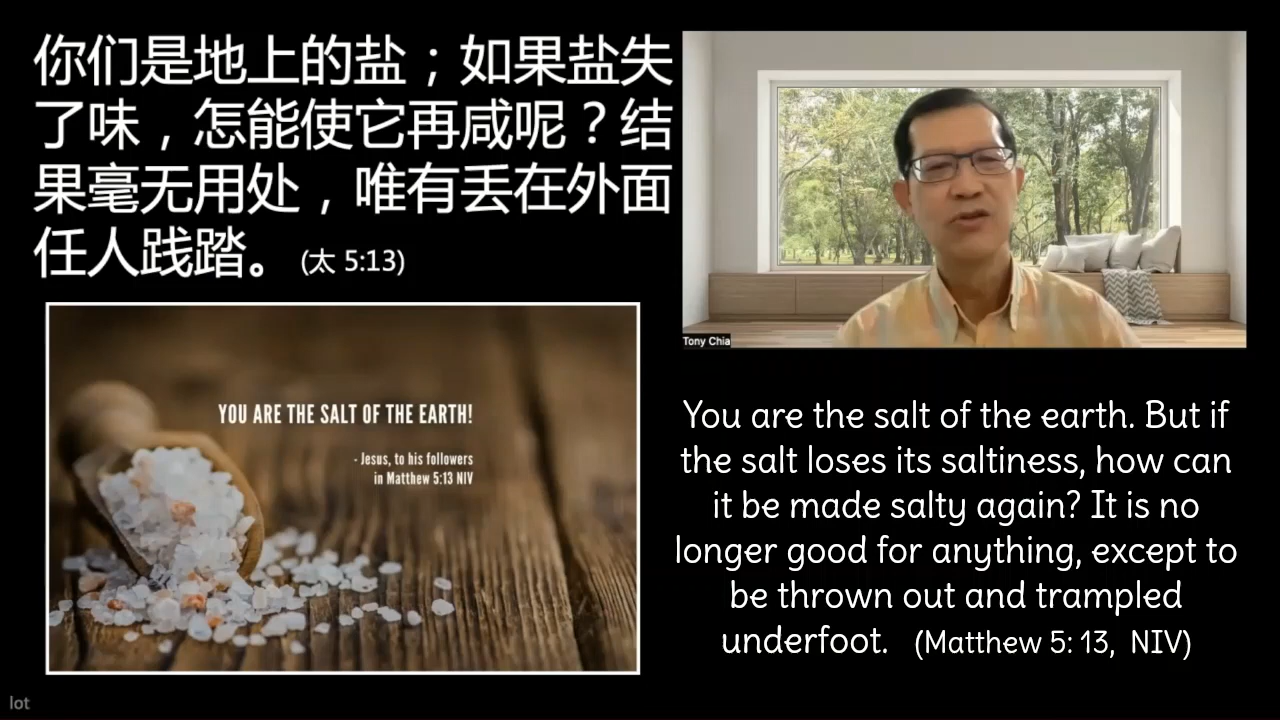 你们是地上的盐；如果盐失
了味，怎能使它再咸呢？结
果毫无用处，唯有丢在外面
任人践踏。(太 5:13)
Tony Chia
YOU ARE THE SALT OF THE EARTH!
- Jesus, to his followers
in Matthew 5:13 NIV
You are the salt of the earth. But if
the salt loses its saltiness, how can
it be made salty again? It is no
longer good for anything, except to
be thrown out and trampled
underfoot. (Matthew 5: 13, NIV)
lot